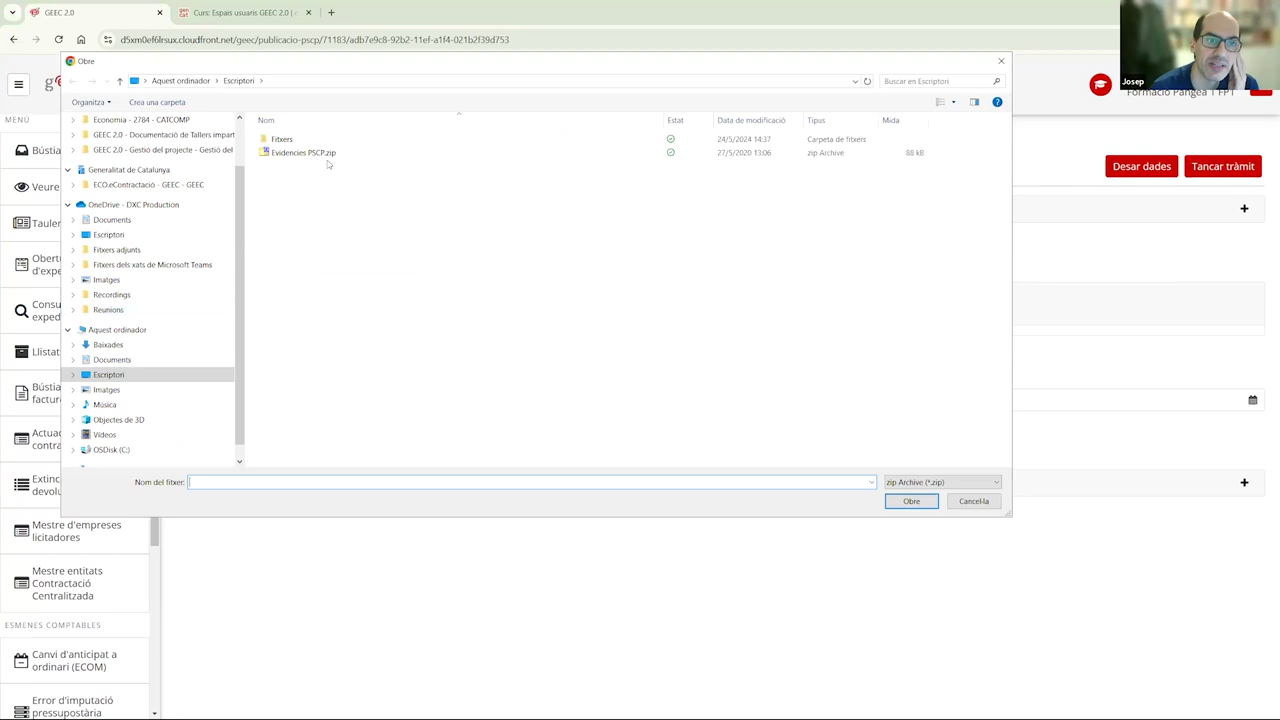 GEEC 2.0
Curs: Espais usuaris GEEC 2.0 | e
d5xm0ef6lrsux.cloudfront.net/geec/publicacio-pscp/71183/adb7e9c8-92b2-11ef-a1f4-021b2f39d753
Josep
Formació Pangea 1 FP1
Obre
Aquest ordinador
Escriptori
Buscar en Escriptori
Organitza
Crea una carpeta
Nom
Estat
Data de modificació
Tipus
Mida
Fitxers
24/5/2024 14:37
Carpeta de fitxers
Evidencies PSCP.zip
27/5/2020 13:06
zip Archive
88 kB
Economia - 2784 - CATCOMP
GEEC 2.0 - Documentació de Tallers impart
GEEC 2.0 - Gestió del projecte - Gestió del
Generalitat de Catalunya
ECO.eContractació - GEEC - GEEC
OneDrive - DXC Production
Documents
Escriptori
Fitxers adjunts
Fitxers dels xats de Microsoft Teams
Imatges
Recordings
Reunions
Aquest ordinador
Baixades
Documents
Escriptori
Imatges
Música
Objectes de 3D
Vídeos
OSDisk (C:)
Nom del fitxer:
zip Archive (*.zip)
Obre
Cancel·la
Desar dades
Tancar tràmit
MENÚ
Bústia
Veure
Taule
Obert
d'expe
Consu
exped
Llistat
Bústia
factur
Actua
contra
Extinc
devolu
Mestre d'empreses
licitadores
Mestre entitats
Contractació
Centralitzada
ESMENES COMPTABLES
Canvi d'anticipat a
ordinari (ECOM)
Error d'imputació
pressupostària